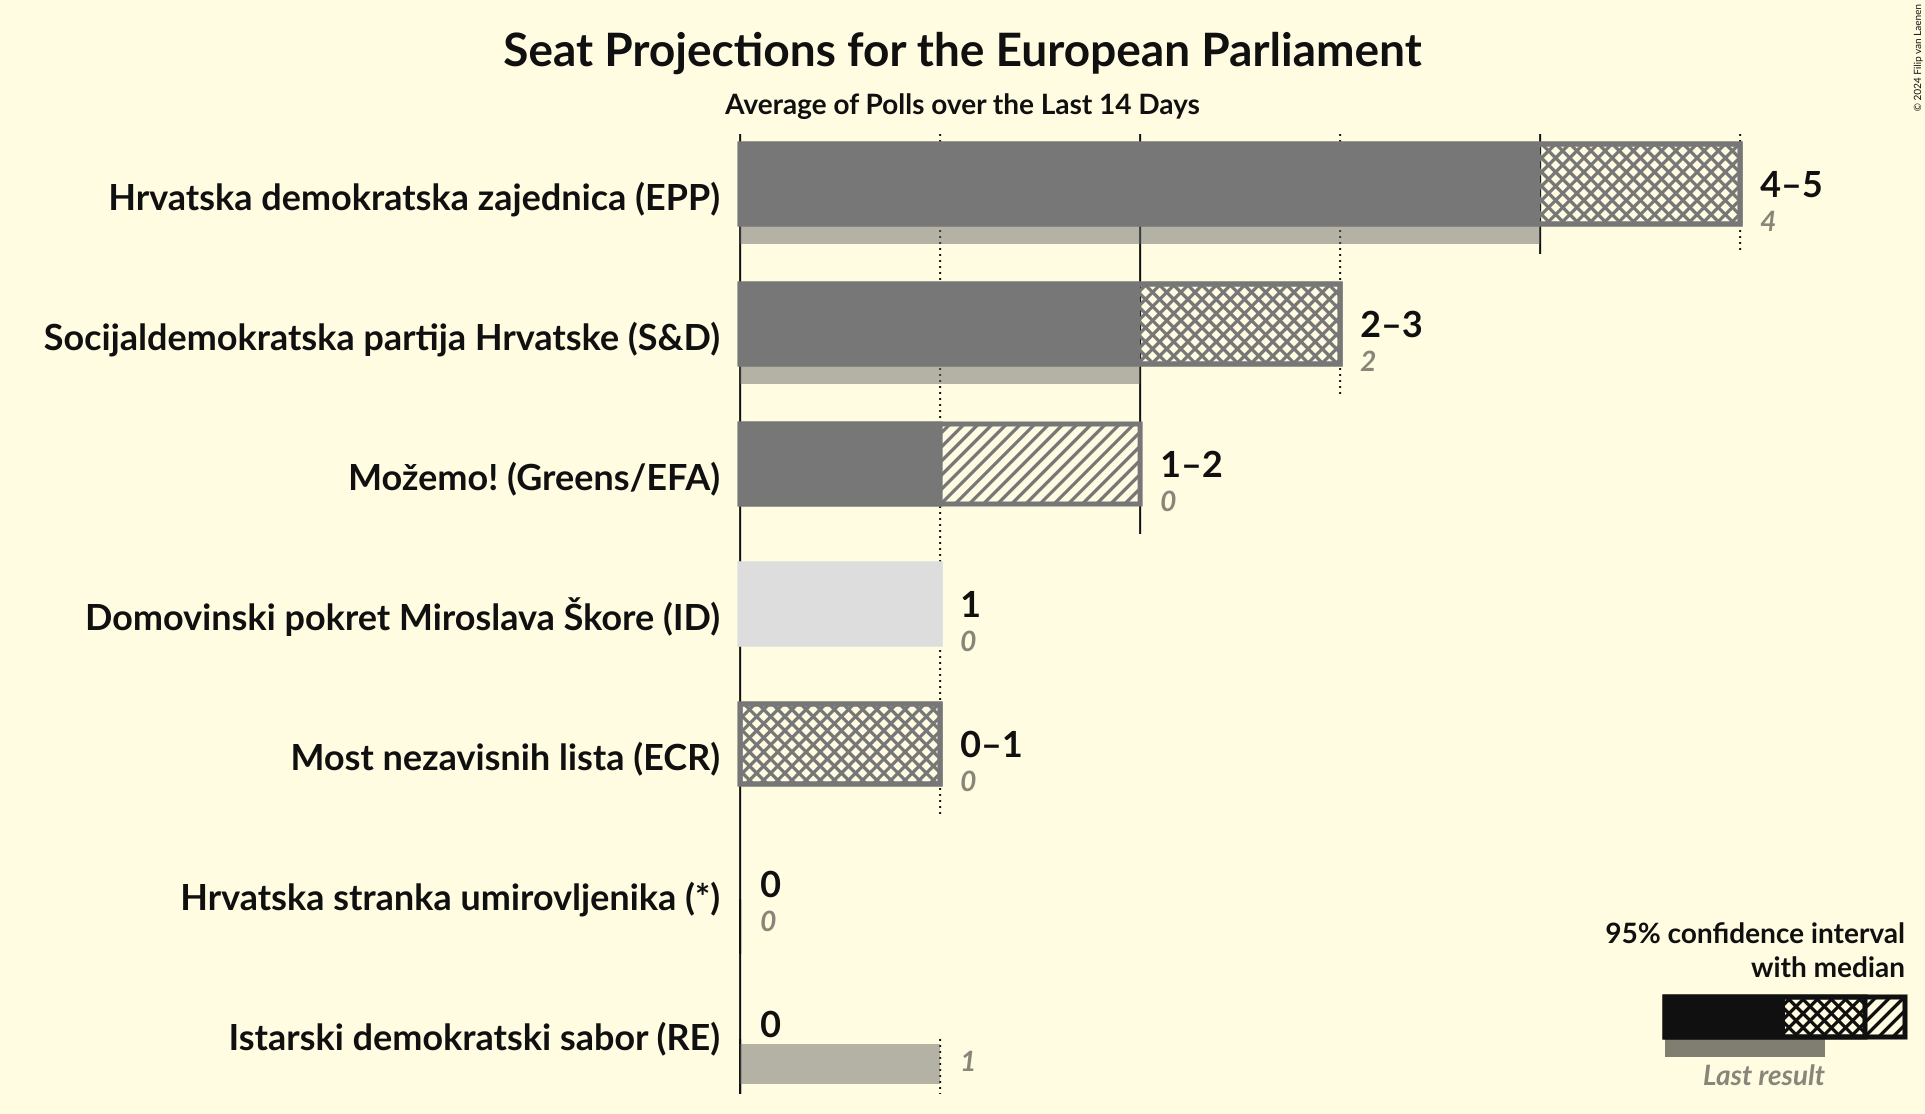 Seat Projections for the European Parliament
Average of Polls over the Last 14 Days
© 2024 Filip van Laenen
Hrvatska demokratska zajednica (EPP)
4–5
4
Socijaldemokratska partija Hrvatske (S&D)
2–3
2
Možemo! (Greens/EFA)
1–2
0
Domovinski pokret Miroslava Škore (ID)
1
0
Most nezavisnih lista (ECR)
0–1
0
Hrvatska stranka umirovljenika (*)
0
0
Istarski demokratski sabor (RE)
0
1
95% confidence interval
with median
Last result